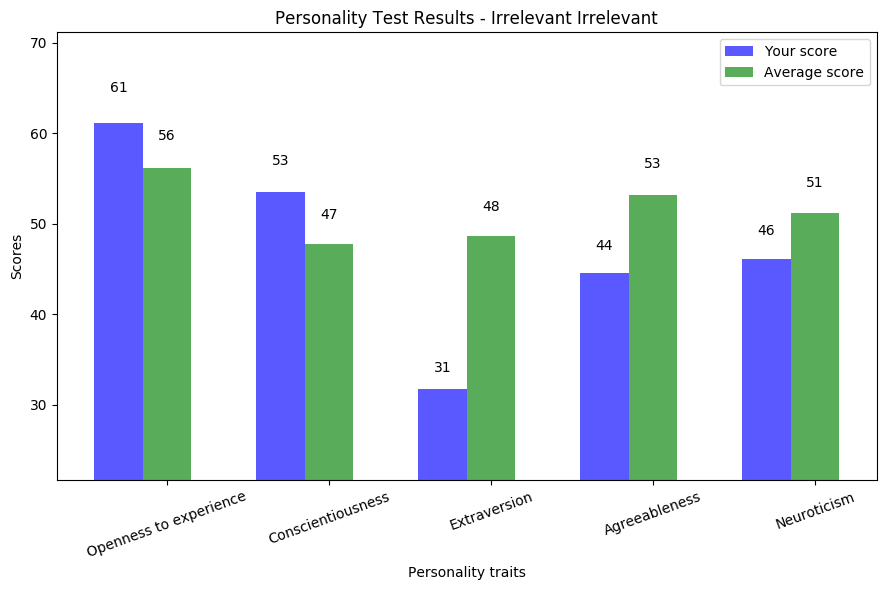 Personality Test Results - Irrelevant Irrelevant
Your score
Average score
70
60
50
40
30
Scores
61
56
53
47
31
48
44
53
46
51
Openness to experience
Conscientiousness
Extraversion
Agreeableness
Neuroticism
Personality traits